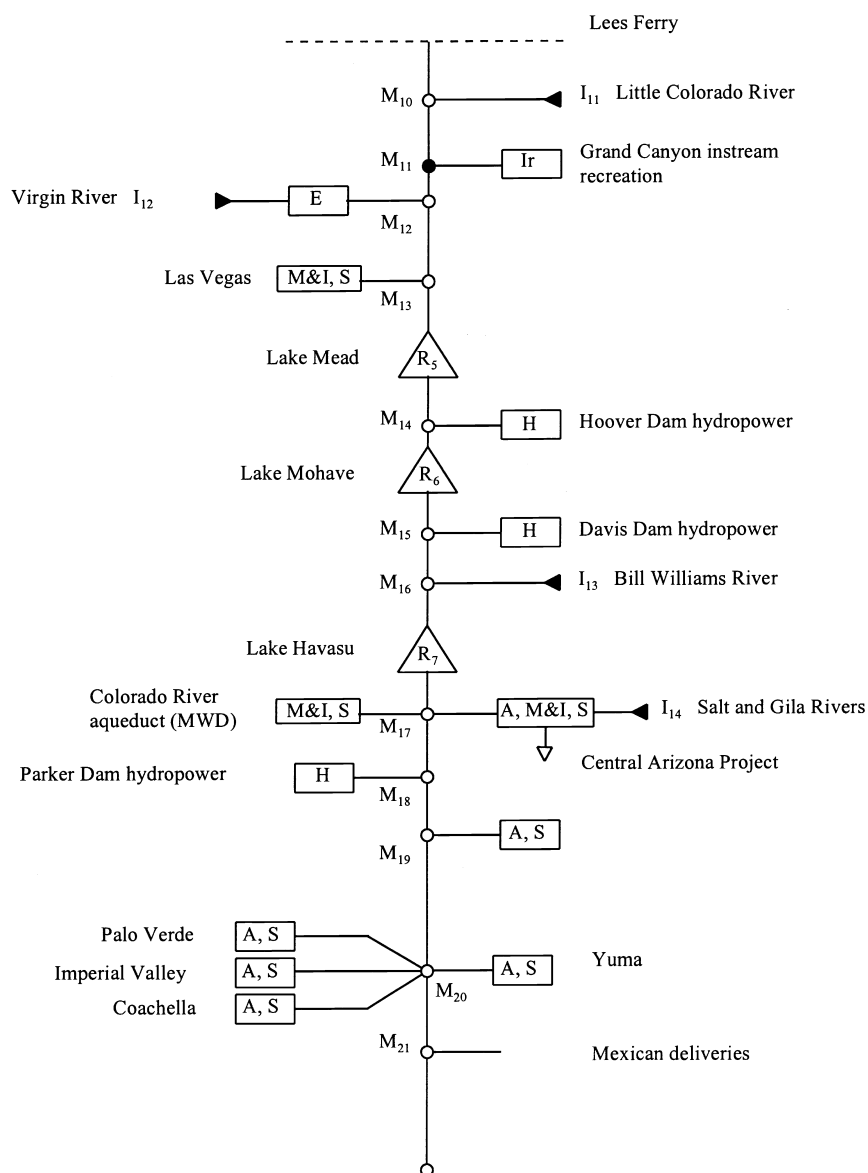 Lees Ferry
M10
I11 Little Colorado River
M11
Ir
Grand Canyon instream
recreation
Virgin River I12
E
M12
Las Vegas
M&I, S
M13
Lake Mead
R5
M14
H
Hoover Dam hydropower
Lake Mohave
R6
M15
H
Davis Dam hydropower
M16
I13 Bill Williams River
Lake Havasu
R7
Colorado River
aqueduct (MWD)
M&I, S
M17
A, M&I, S
I14 Salt and Gila Rivers
Central Arizona Project
Parker Dam hydropower
H
M18
M19
A, S
Palo Verde
A, S
Imperial Valley
A, S
Coachella
A, S
M20
A, S
Yuma
M21
Mexican deliveries